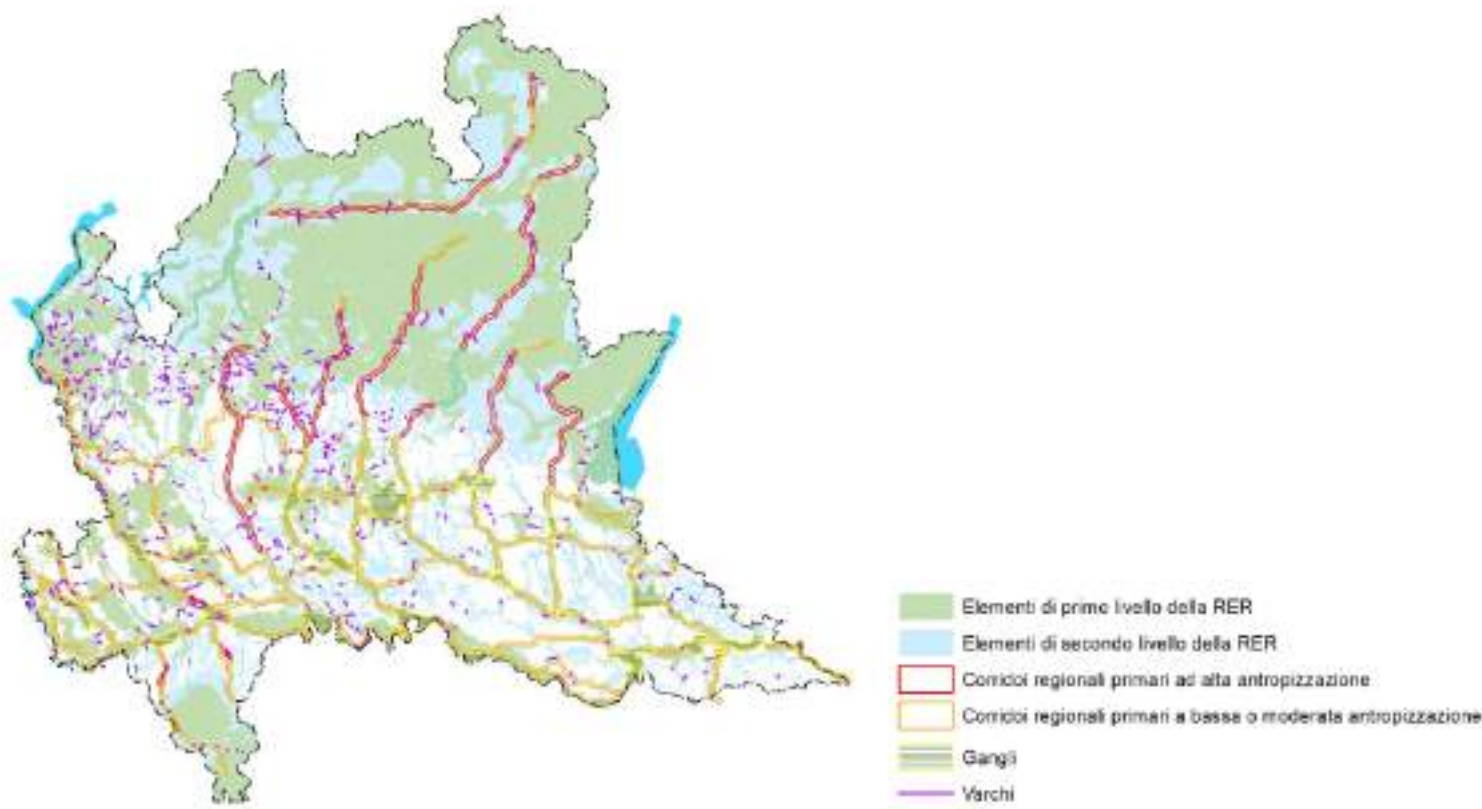 Elementi di primo livello della RER
Elementi di secondo livello della RER
Corridoi regionali primari ad alta antropizzazione
Corridoi regionali primari a bassa o moderata antropizzazione
Gangli
Varchi